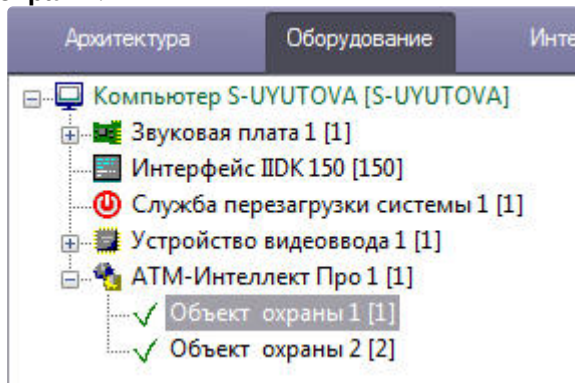 Архитектура Оборудование Инте
Компьютер S-UYUTOVA [S-UYUTOVA]
Звуковая плата 1 [1]
Интерфейс IIDK 150 [150]
Служба перезагрузки системы 1 [1]
Устройство видеоввода 1 [1]
АТМ-Интеллект Про 1 [1]
Объект охраны 1 [1]
Объект охраны 2 [2]